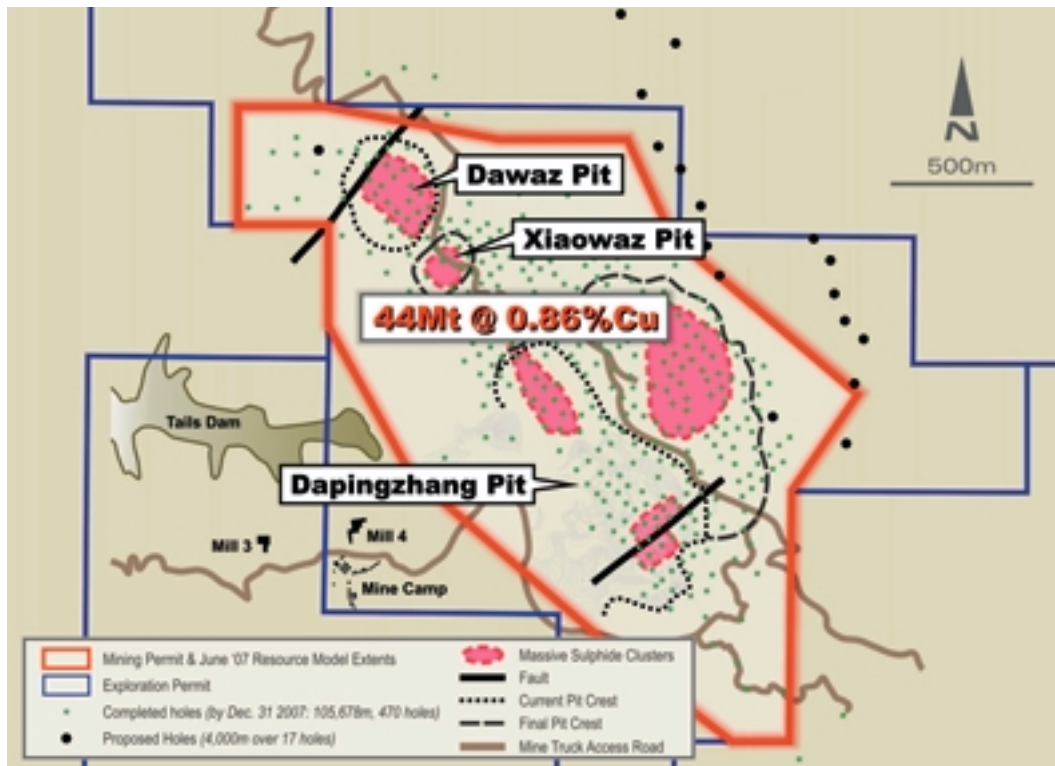 N
500m
Dawaz Pit
Xiaowaz Pit
44Mt @ 0.86%Cu
Tails Dam
Dapingzhang Pit
Mill 3
Mill 4
Mine Camp
Mining Permit & June '07 Resource Model Extents
Exploration Permit
Completed holes (by Dec. 31 2007: 105,678m, 470 holes)
Proposed Holes (4,000m over 17 holes)
Massive Sulphide Clusters
Fault
Current Pit Crest
Final Pit Crest
Mine Truck Access Road